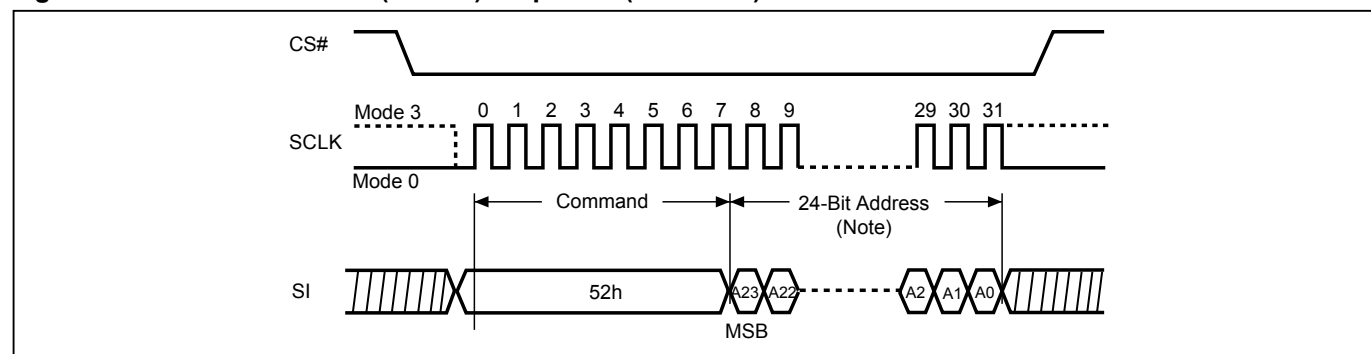 CS#
Mode 3
0 1 2 3 4 5 6 7 8 9 29 30 31
SCLK
Mode 0
Command
24-Bit Address
(Note)
SI
52h
A23 A22 A2 A1 A0
MSB